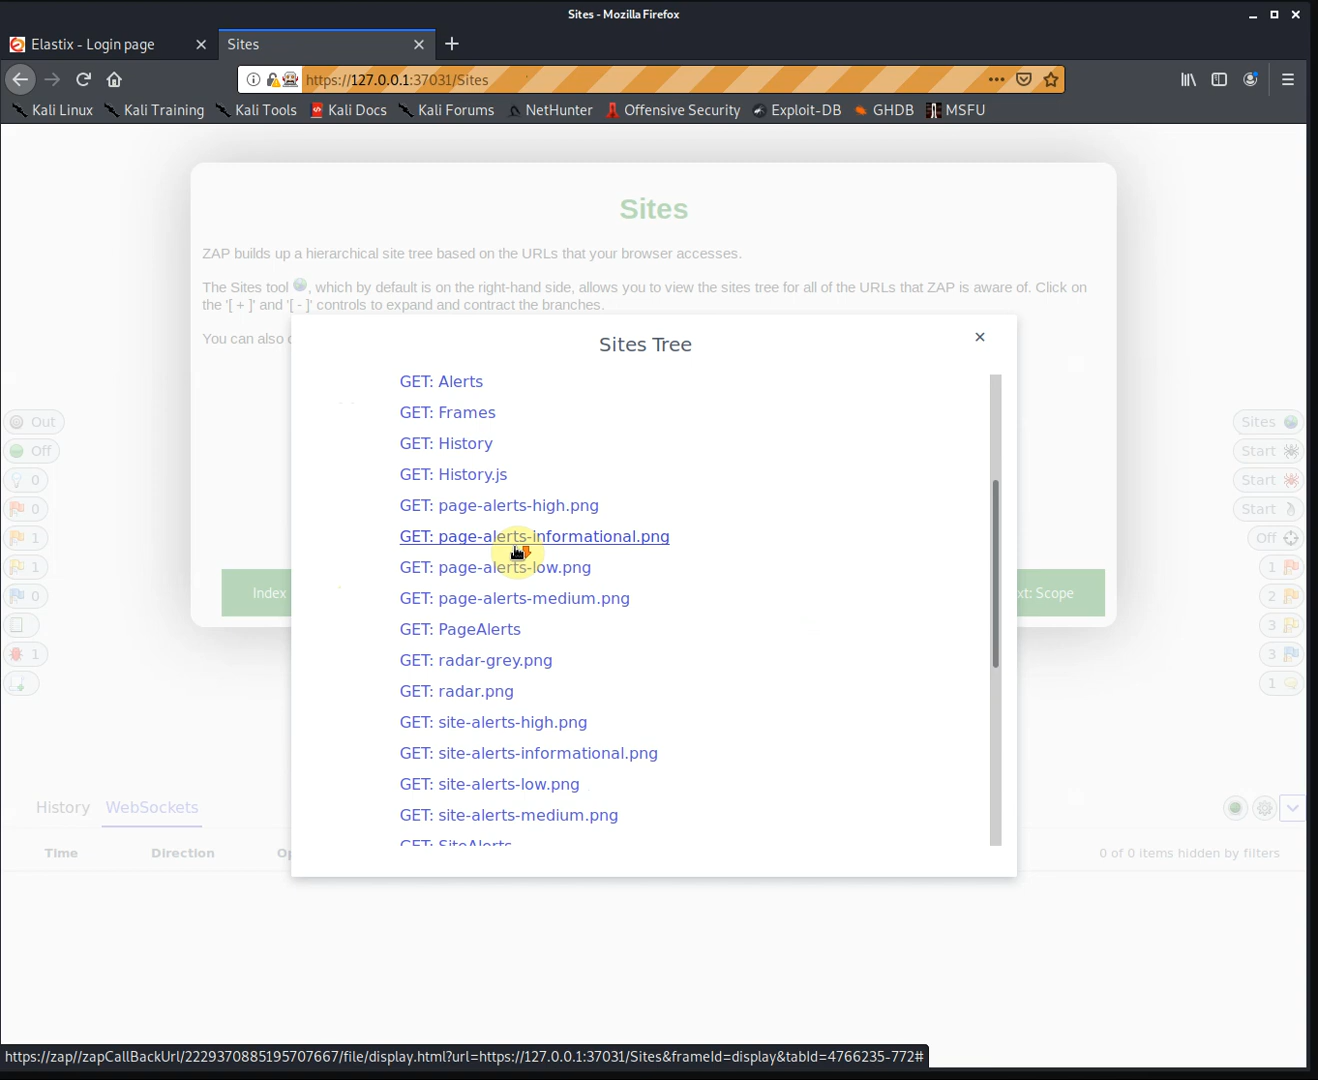 Sites - Mozilla Firefox
Elastix - Login page
Sites
https://127.0.0.1:37031/Sites
Kali Linux
Kali Training
Kali Tools
Kali Docs
Kali Forums
NetHunter
Offensive Security
Exploit-DB
GHDB
MSFU
Sites
ZAP builds up a hierarchical site tree based on the URLs that your browser accesses.
The Sites tool , which by default is on the right-hand side, allows you to view the sites tree for all of the URLs that ZAP is aware of. Click on
the '[ + ]' and '[ - ]' controls to expand and contract the branches.
You can also
Sites Tree
GET: Alerts
GET: Frames
GET: History
GET: History.js
GET: page-alerts-high.png
GET: page-alerts-informational.png
GET: page-alerts-low.png
GET: page-alerts-medium.png
GET: PageAlerts
GET: radar-grey.png
GET: radar.png
GET: site-alerts-high.png
GET: site-alerts-informational.png
GET: site-alerts-low.png
GET: site-alerts-medium.png
GET: SiteAlerts
Out
Off
0
0
1
1
0
1
Index
xt: Scope
Sites
Start
Start
Start
Off
1
2
3
3
1
History
WebSockets
Time
Direction
Op
0 of 0 items hidden by filters
https://zap//zapCallBackUrl/2229370885195707667/file/display.html?url=https://127.0.0.1:37031/Sites&frameId=display&tabId=4766235-772#